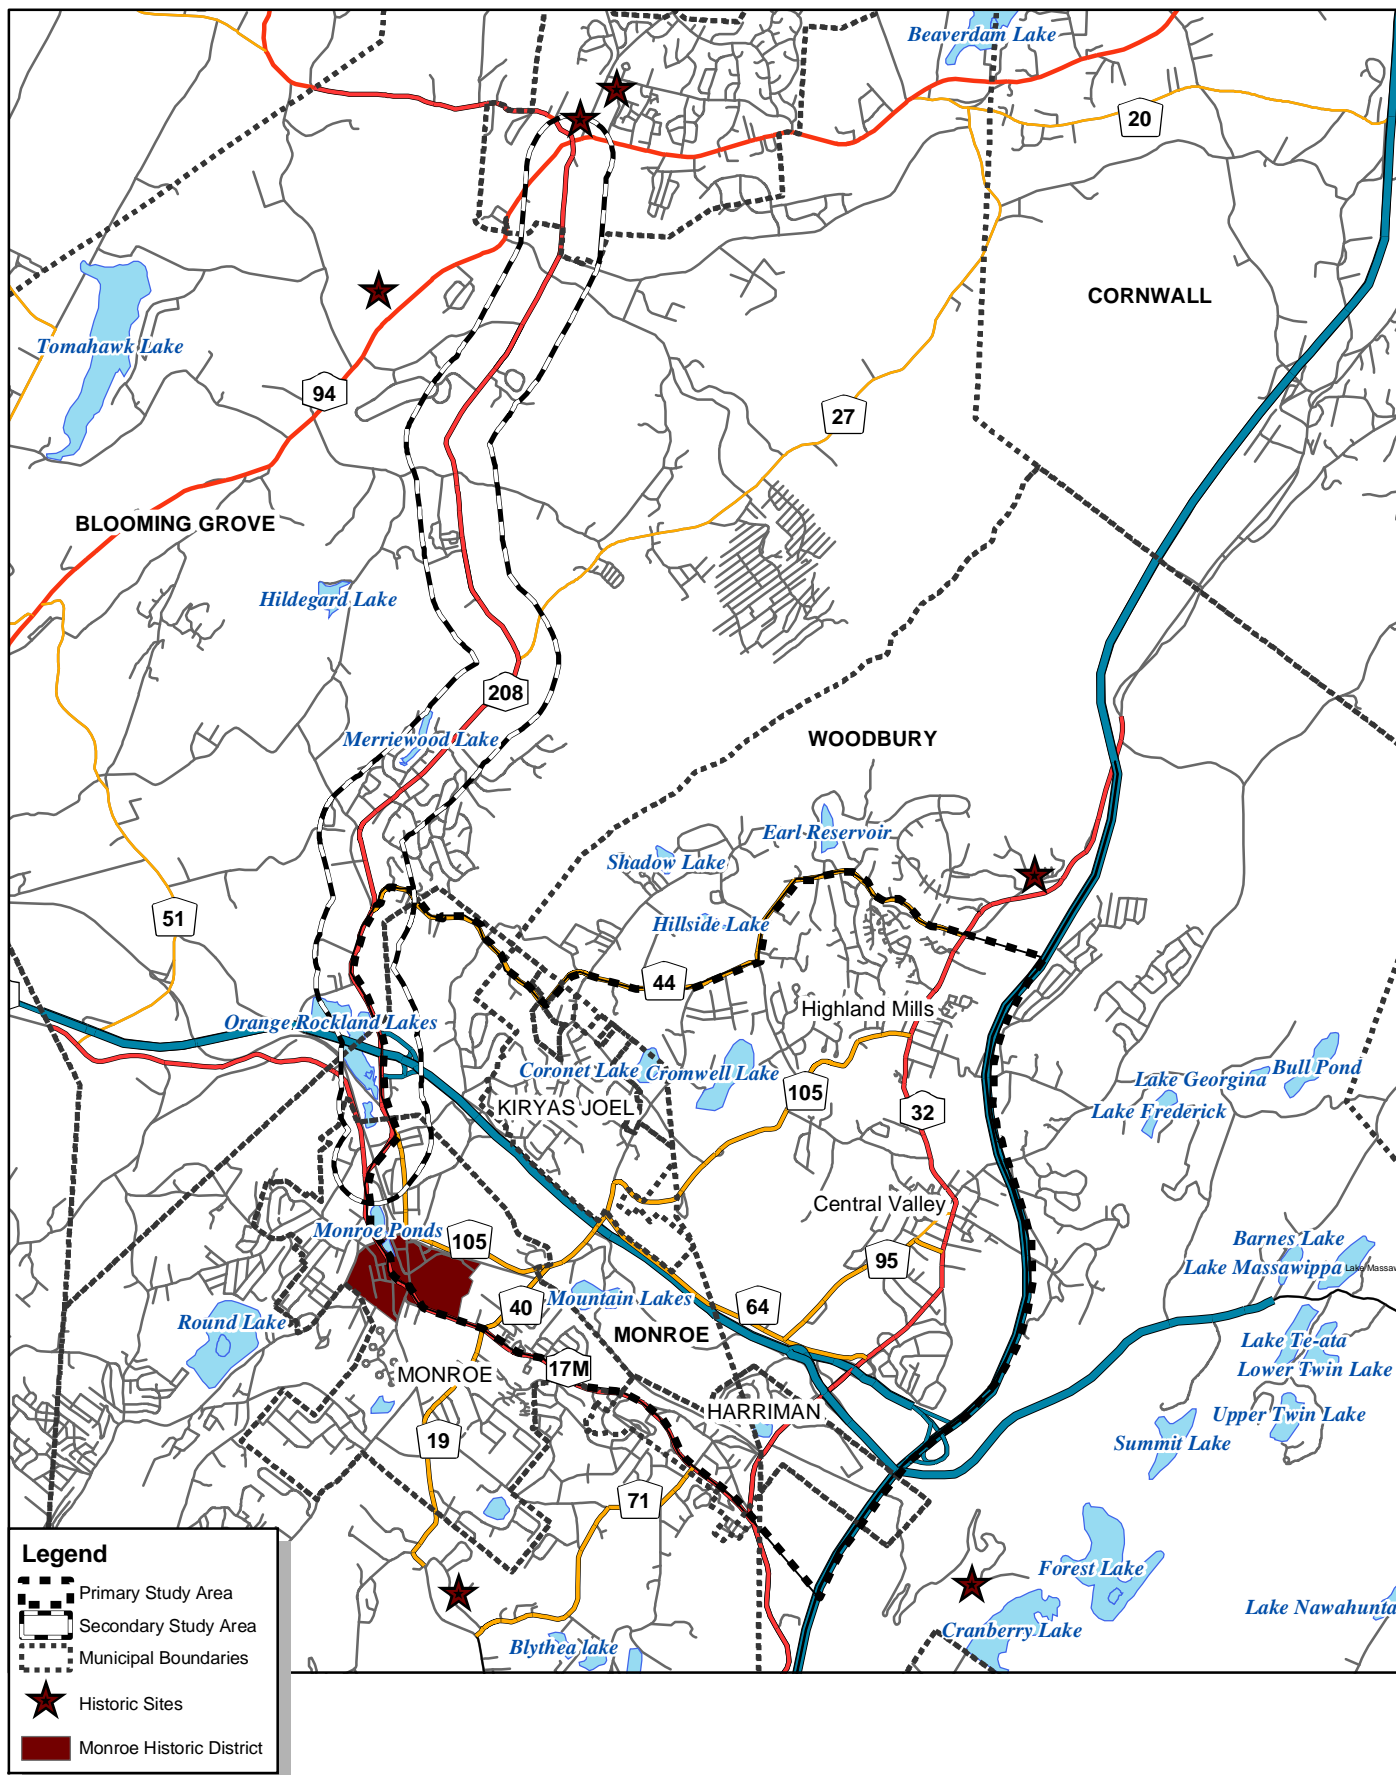 Beaverdam Lake
20
CORNWALL
Tomahawk Lake
94
27
BLOOMING GROVE
Hildegard Lake
208
Merriewood Lake
WOODBURY
Earl Reservoir
Shadow Lake
51
Hillside Lake
44
Highland Mills
Orange-Rockland Lakes
Coronet Lake
Cromwell Lake
Bull Pond
Lake Georgina
105
Lake Frederick
KIRYAS JOEL
32
Central Valley
Monroe Ponds
105
Barnes Lake
95
Lake Massawippa
Lake Massaw
Mountain Lakes
40
64
Round Lake
MONROE
Lake Te-ata
17M
Lower Twin Lake
MONROE
HARRIMAN
Upper Twin Lake
19
Summit Lake
71
Forest Lake
Lake Nawahunta
Cranberry Lake
Blythea lake
Legend
Primary Study Area
Secondary Study Area
Municipal Boundaries
Historic Sites
Monroe Historic District